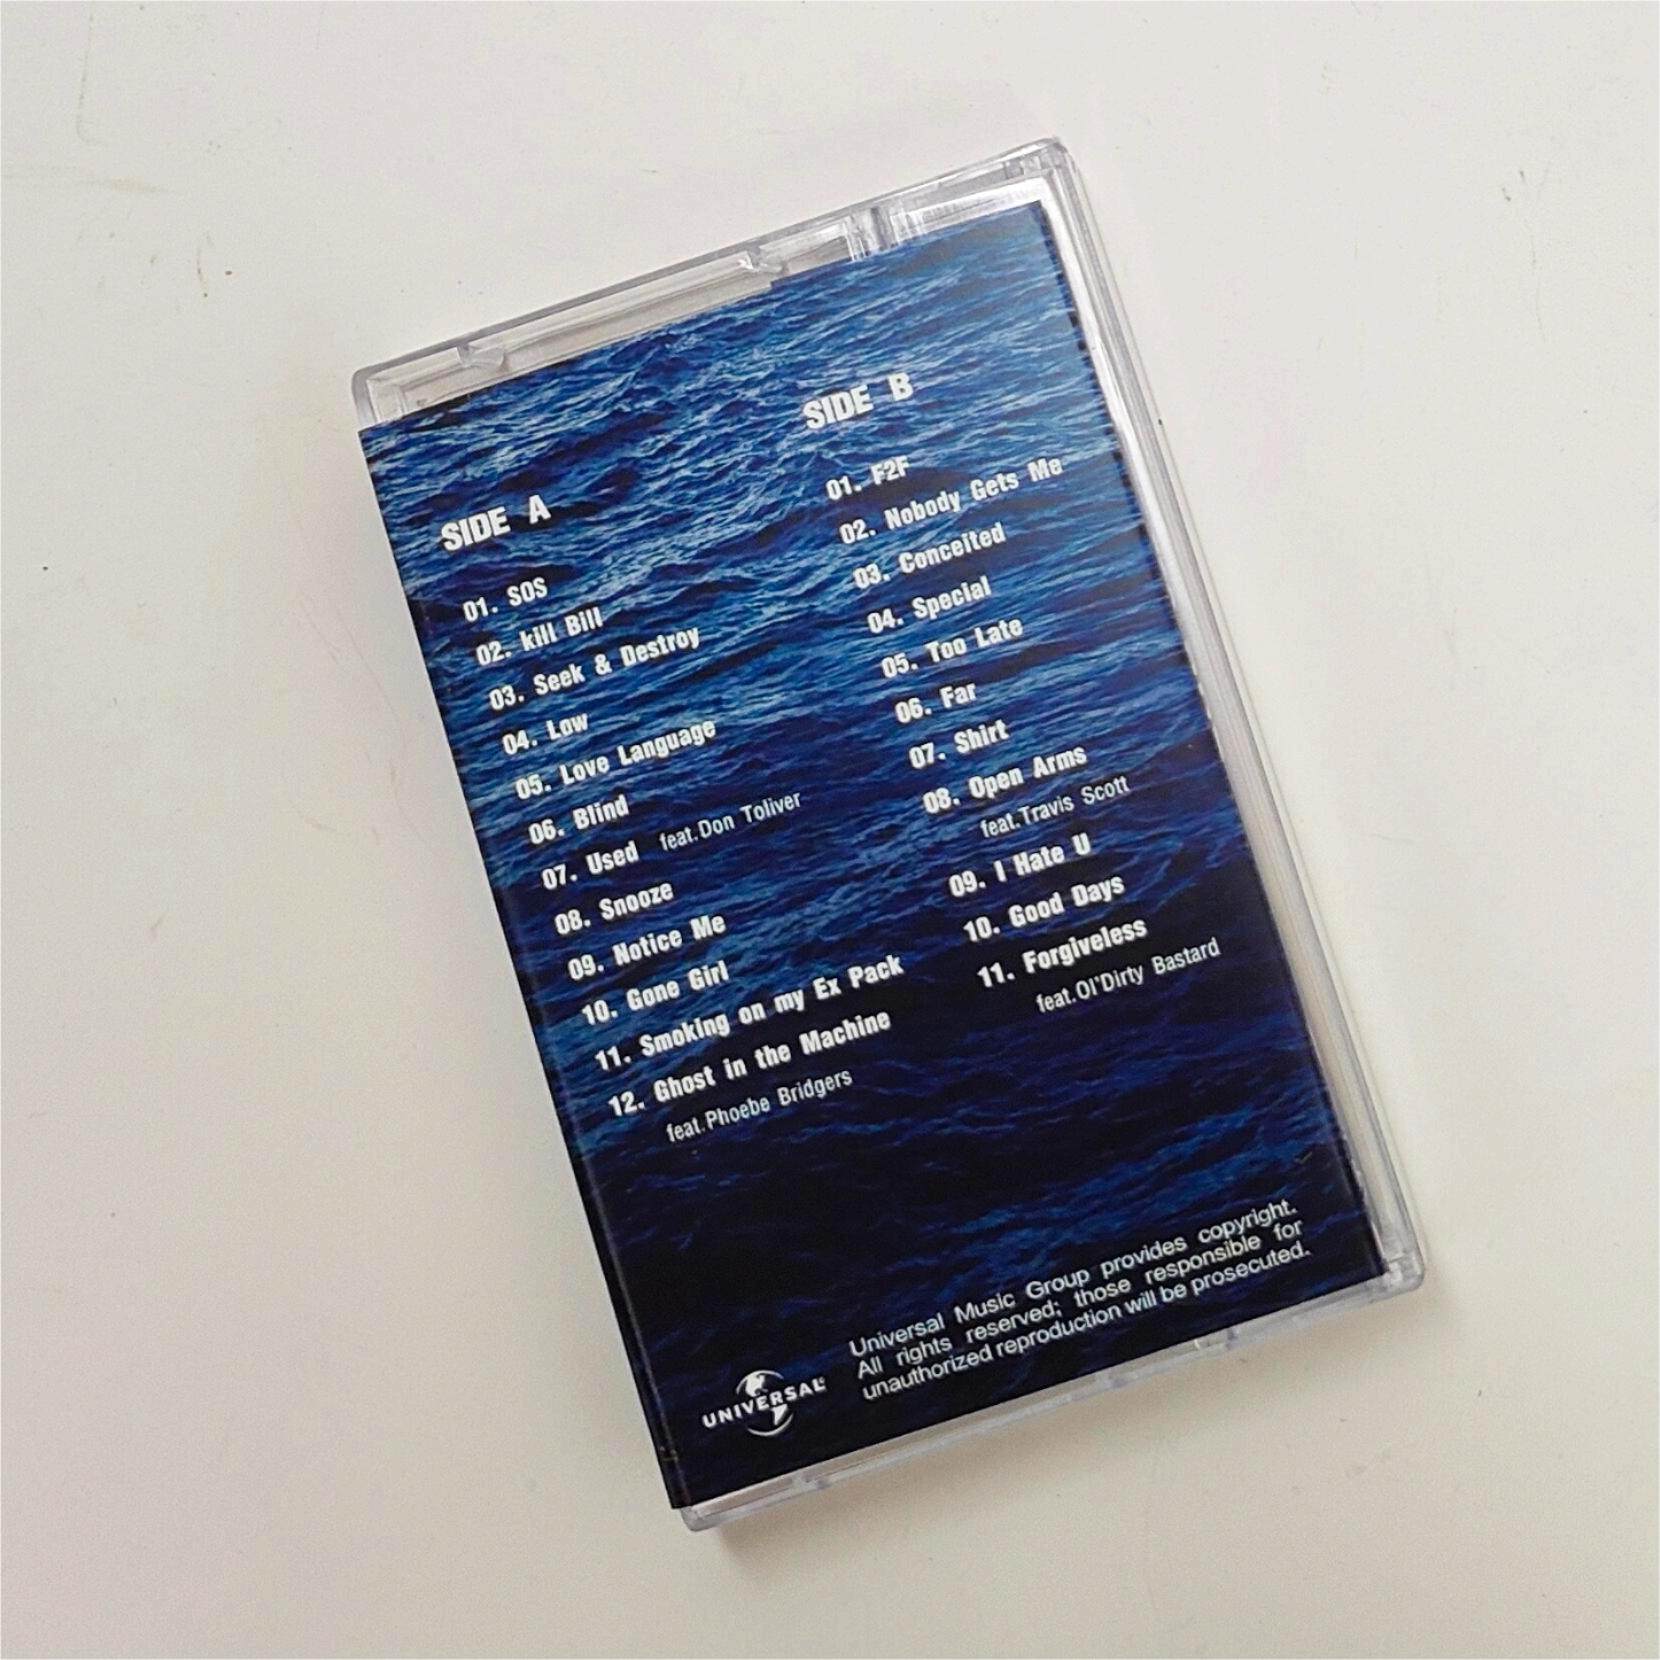 SIDE A
01. SOS
02. kill Bill
03. Seek & Destroy
04. Low
05. Love Language
06. Blind
07. Used feat.Don Toliver
08. Snooze
09. Notice Me
10. Gone Girl
11. Smoking on my Ex Pack
12. Ghost in the Machine
feat.Phoebe Bridgers
SIDE B
01. F2F
02. Nobody Gets Me
03. Conceited
04. Special
05. Too Late
06. Far
07. Shirt
08. Open Arms
feat.Travis Scott
09. I Hate U
10. Good Days
11. Forgiveless
feat.Ol'Dirty Bastard
UNIVERSAL
Universal Music Group provides copyright.
All rights reserved; those responsible for
unauthorized reproduction will be prosecuted.